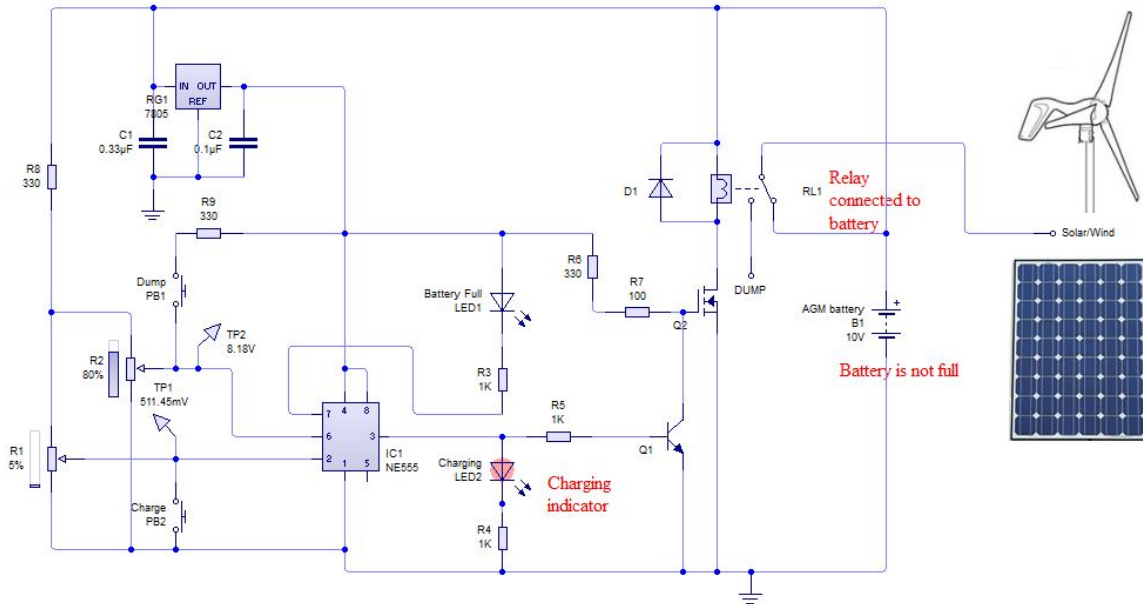 IN OUT
REF
RG1
7805
C1
0.33µF
C2
0.1µF
R8
330
R9
330
D1
Relay
connected to
battery
RL1
Solar/Wind
R6
330
R7
100
DUMP
Dump
PB1
Battery Full
LED1
Q2
AGM battery
B1
10V
+
TP2
8.18V
R2
80%
TP1
511.45mV
R3
1K
Battery is not full
R1
5%
7
4
8
6
3
2
1
5
IC1
NE555
R5
1K
Q1
Charging
LED2
Charging
indicator
Charge
PB2
R4
1K